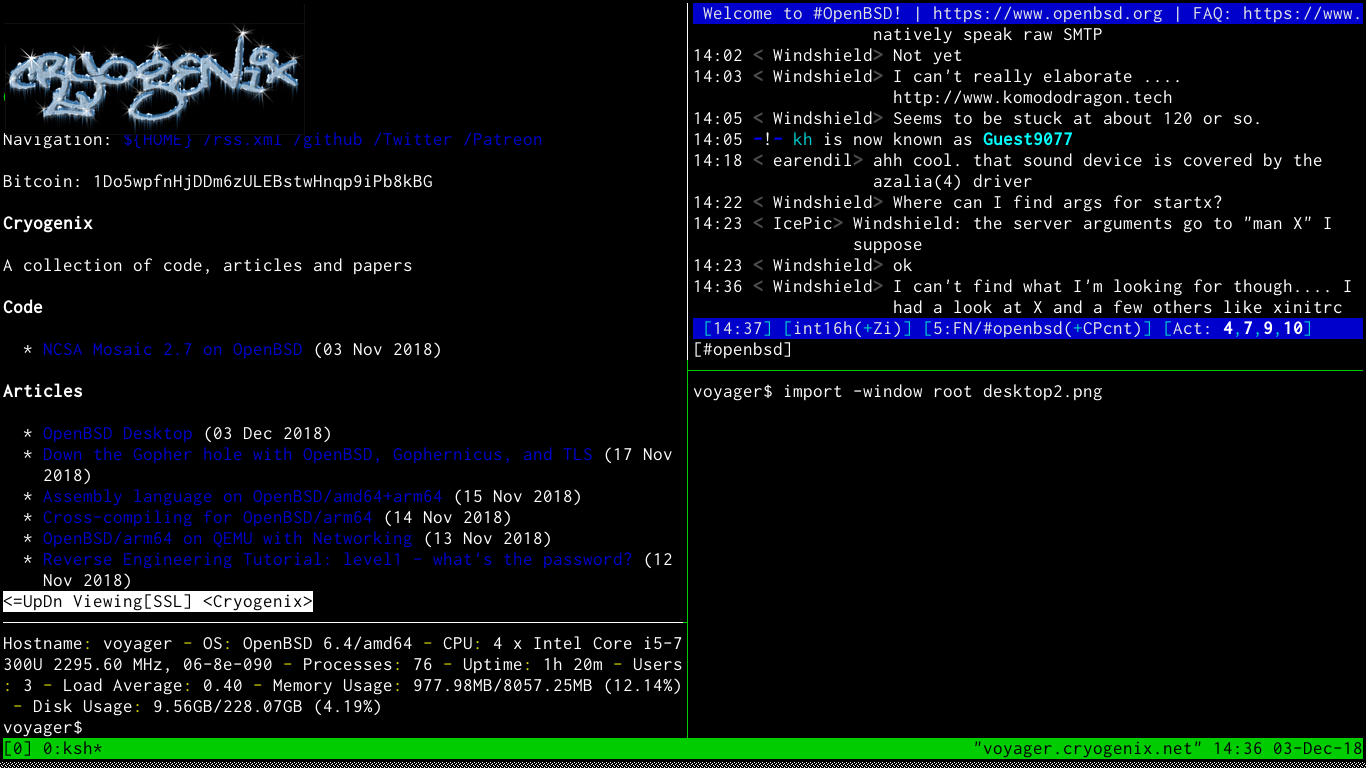 CRYOGENIX
Navigation: ${HOME} /rss.xml /github /Twitter /Patreon
Bitcoin: 1Do5wpfnHjDDm6zULEBstwHnqp9iPb8kBG
Cryogenix
A collection of code, articles and papers
Code
* NCSA Mosaic 2.7 on OpenBSD (03 Nov 2018)
Articles
* OpenBSD Desktop (03 Dec 2018)
* Down the Gopher hole with OpenBSD, Gophernicus, and TLS (17 Nov
2018)
* Assembly language on OpenBSD/amd64+arm64 (15 Nov 2018)
* Cross-compiling for OpenBSD/arm64 (14 Nov 2018)
* OpenBSD/arm64 on QEMU with Networking (13 Nov 2018)
* Reverse Engineering Tutorial: level1 - what's the password? (12
Nov 2018)
<=UpDn Viewing[SSL] <Cryogenix>
Hostname: voyager - OS: OpenBSD 6.4/amd64 - CPU: 4 x Intel Core i5-7
300U 2295.60 MHz, 06-8e-090 - Processes: 76 - Uptime: 1h 20m - Users
: 3 - Load Average: 0.40 - Memory Usage: 977.98MB/8057.25MB (12.14%)
- Disk Usage: 9.56GB/228.07GB (4.19%)
voyager$
Welcome to #OpenBSD! | https://www.openbsd.org | FAQ: https://www.
natively speak raw SMTP
14:02 < Windshield> Not yet
14:03 < Windshield> I can't really elaborate ....
http://www.komododragon.tech
14:05 < Windshield> Seems to be stuck at about 120 or so.
14:05 -!- kh is now known as Guest9077
14:18 < earendil> ahh cool. that sound device is covered by the
azalia(4) driver
14:22 < Windshield> Where can I find args for startx?
14:23 < IcePic> Windshield: the server arguments go to "man X" I
suppose
14:23 < Windshield> ok
14:36 < Windshield> I can't find what I'm looking for though.... I
had a look at X and a few others like xinitrc
[14:37] [int16h(+Zi)] [5:FN/#openbsd(+CPcnt)] [Act: 4,7,9,10]
[#openbsd]
voyager$ import -window root desktop2.png
[0] 0:ksh*
"voyager.cryogenix.net" 14:36 03-Dec-18